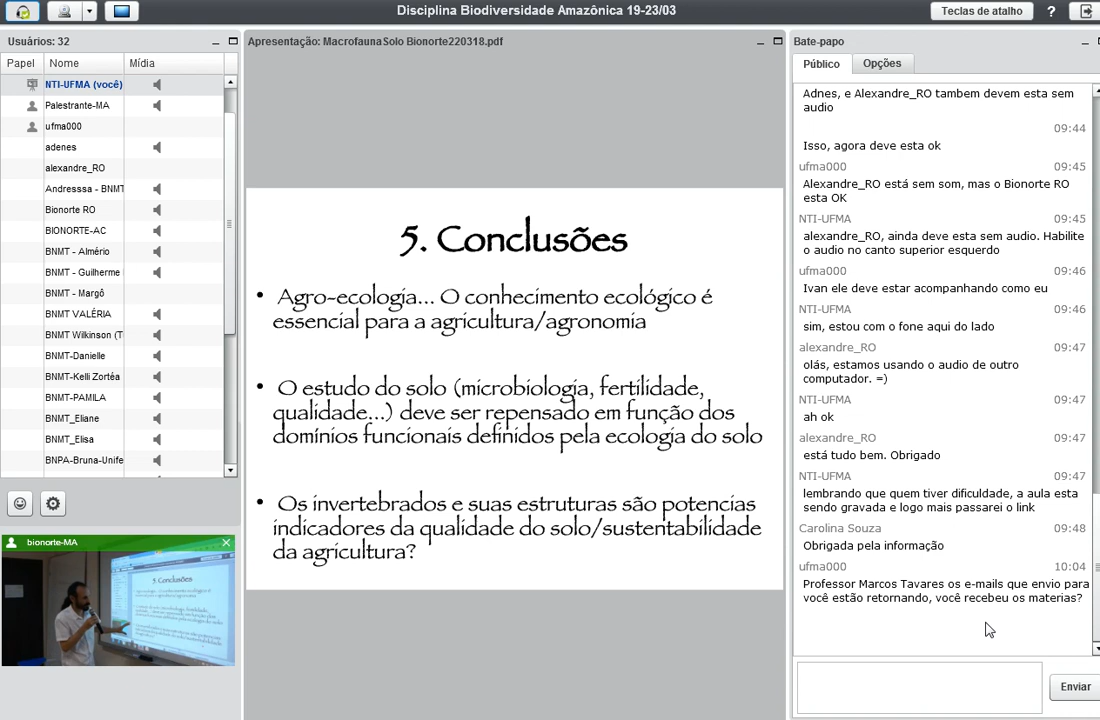 Disciplina Biodiversidade Amazônica 19-23/03
Teclas de atalho
?
Usuários: 32
Papel Nome Mídia
NTI-UFMA (você)
Palestrante-MA
ufma000
adenes
alexandre_RO
Andresssa - BNMT
Bionorte RO
BIONORTE-AC
BNMT - Almério
BNMT - Guilherme
BNMT - Margô
BNMT VALÉRIA
BNMT Wilkinson (T
BNMT-Danielle
BNMT-Kelli Zortéa
BNMT-PAMILA
BNMT_Eliane
BNMT_Elisa
BNPA-Bruna-Unife
bionorte-MA
5. Conclusões
Apresentação: MacrofaunaSolo Bionorte220318.pdf
5. Conclusões
• Agro-ecologia... O conhecimento ecológico é
essencial para a agricultura/agronomia
• O estudo do solo (microbiologia, fertilidade,
qualidade...) deve ser repensado em função dos
domínios funcionais definidos pela ecologia do solo
• Os invertebrados e suas estruturas são potencias
indicadores da qualidade do solo/sustentabilidade
da agricultura?
Bate-papo
Público Opções
Adnes, e Alexandre_RO tambem devem esta sem
audio
09:44
Isso, agora deve esta ok
ufma000 09:45
Alexandre_RO está sem som, mas o Bionorte RO
esta OK
NTI-UFMA 09:45
alexandre_RO, ainda deve esta sem audio. Habilite
o audio no canto superior esquerdo
ufma000 09:46
Ivan ele deve estar acompanhando como eu
NTI-UFMA 09:46
sim, estou com o fone aqui do lado
alexandre_RO 09:47
olás, estamos usando o audio de outro
computador. =)
NTI-UFMA 09:47
ah ok
alexandre_RO 09:47
está tudo bem. Obrigado
NTI-UFMA 09:47
lembrando que quem tiver dificuldade, a aula esta
sendo gravada e logo mais passarei o link
Carolina Souza 09:48
Obrigada pela informação
ufma000 10:04
Professor Marcos Tavares os e-mails que envio para
você estão retornando, você recebeu os materias?
Enviar